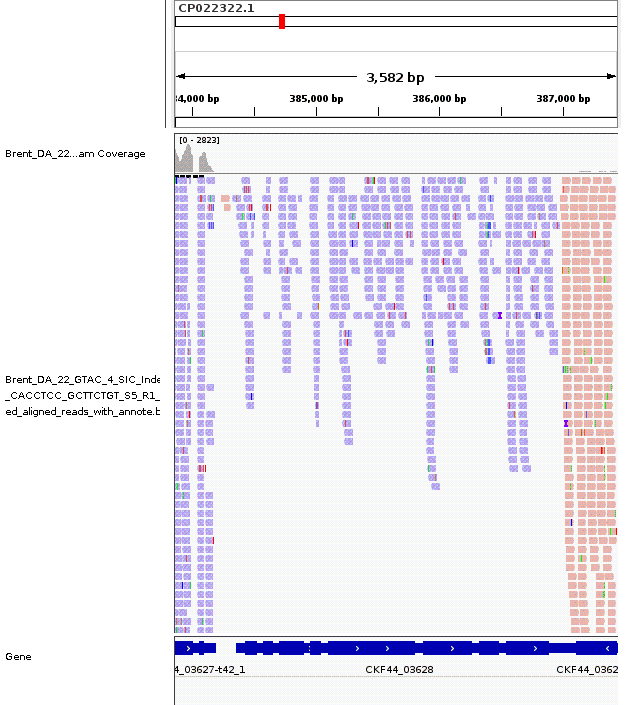 CP022322.1
3,582 bp
4,000 bp 385,000 bp 386,000 bp 387,000 bp
Brent_DA_22...am Coverage
[0 - 2823]
Brent_DA_22_GTAC_4_SIC_Inde
_CACCTCC_GCTTCTGT_S5_R1_
ed_aligned_reads_with_annote.b
Gene
4_03627-t42_1 CKF44_03628 CKF44_0362